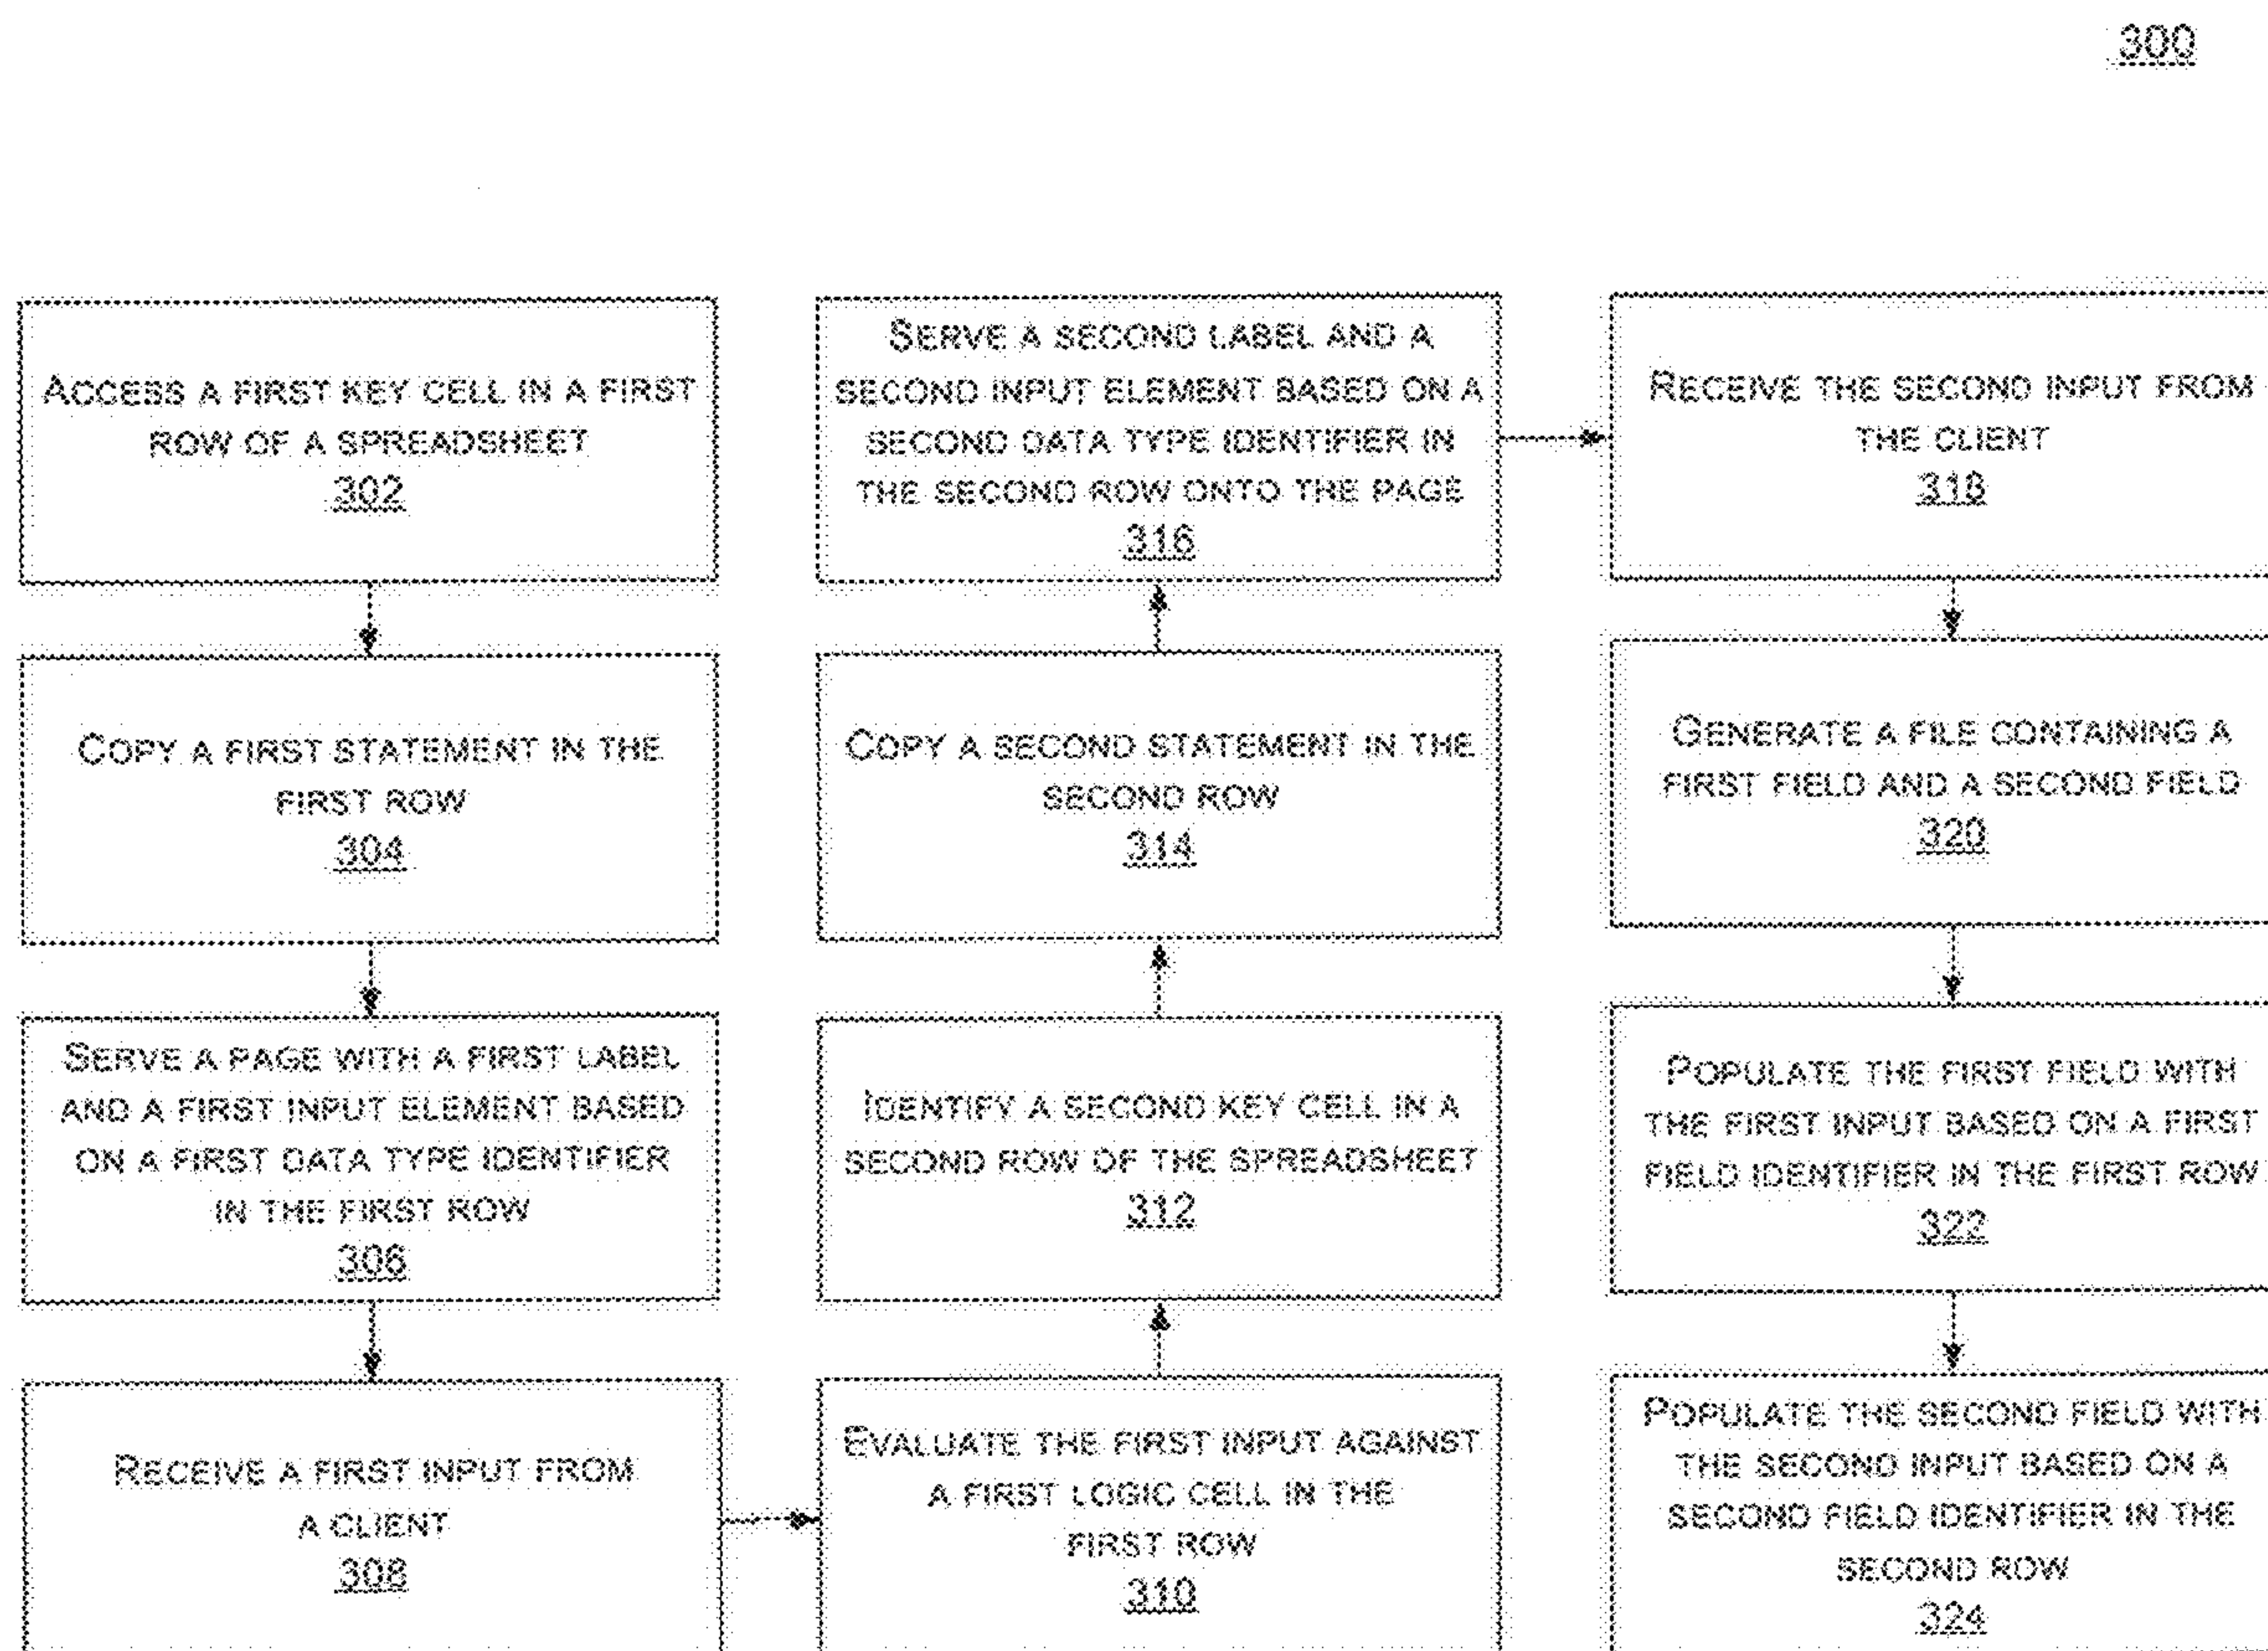 300
ACCESS A FIRST KEY CELL IN A FIRST
ROW OF A SPREADSHEET
302
COPY A FIRST STATEMENT IN THE
FIRST ROW
304
SERVE A PAGE WITH A FIRST LABEL
AND A FIRST INPUT ELEMENT BASED
ON A FIRST DATA TYPE IDENTIFIER
IN THE FIRST ROW
306
RECEIVE A FIRST INPUT FROM
A CLIENT
308
EVALUATE THE FIRST INPUT AGAINST
A FIRST LOGIC CELL IN THE
FIRST ROW
310
IDENTIFY A SECOND KEY CELL IN A
SECOND ROW OF THE SPREADSHEET
312
COPY A SECOND STATEMENT IN THE
SECOND ROW
314
SERVE A SECOND LABEL AND A
SECOND INPUT ELEMENT BASED ON A
SECOND DATA TYPE IDENTIFIER IN
THE SECOND ROW ONTO THE PAGE
316
RECEIVE THE SECOND INPUT FROM
THE CLIENT
318
GENERATE A FILE CONTAINING A
FIRST FIELD AND A SECOND FIELD
320
POPULATE THE FIRST FIELD WITH
THE FIRST INPUT BASED ON A FIRST
FIELD IDENTIFIER IN THE FIRST ROW
322
POPULATE THE SECOND FIELD WITH
THE SECOND INPUT BASED ON A
SECOND FIELD IDENTIFIER IN THE
SECOND ROW
324